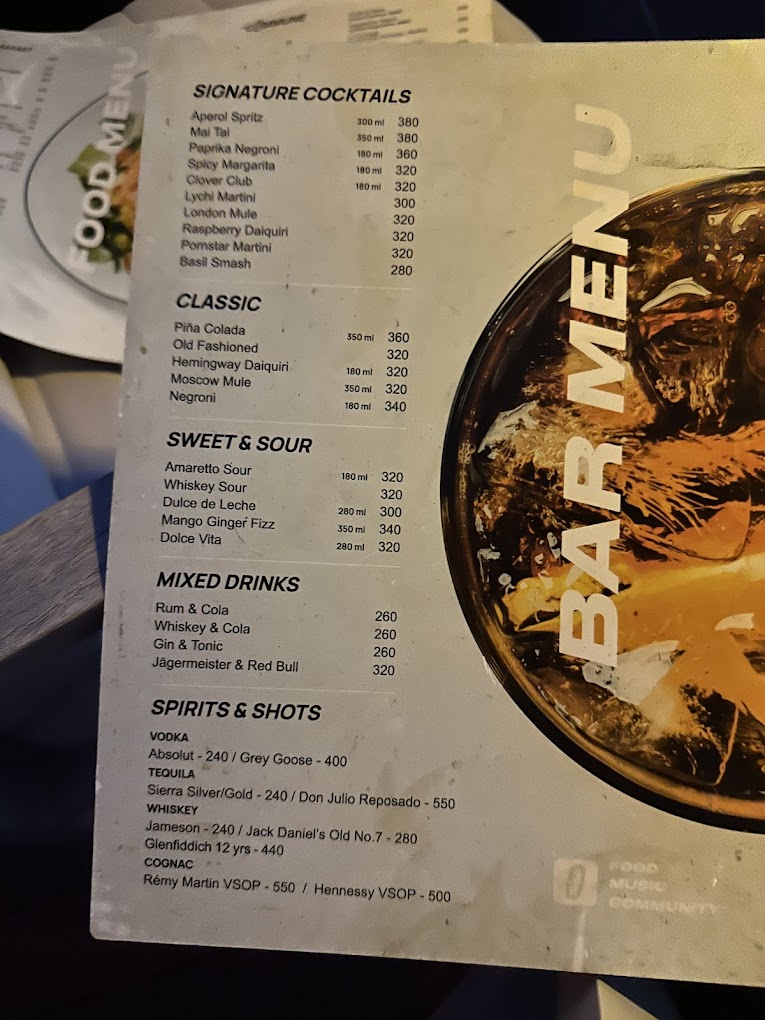 COMMUNE
FOOD MENU
SIGNATURE COCKTAILS
Aperol Spritz 300 ml 380
Mai Tai 350 ml 380
Paprika Negroni 180 ml 360
Spicy Margarita 180 ml 320
Clover Club 180 ml 320
Lychi Martini 300
London Mule 320
Raspberry Daiquiri 320
Pornstar Martini 320
Basil Smash 280
CLASSIC
Piña Colada 350 ml 360
Old Fashioned 320
Hemingway Daiquiri 180 ml 320
Moscow Mule 350 ml 320
Negroni 180 ml 340
SWEET & SOUR
Amaretto Sour 180 ml 320
Whiskey Sour 320
Dulce de Leche 280 ml 300
Mango Ginger Fizz 350 ml 340
Dolce Vita 280 ml 320
MIXED DRINKS
Rum & Cola 260
Whiskey & Cola 260
Gin & Tonic 260
Jägermeister & Red Bull 320
SPIRITS & SHOTS
VODKA
Absolut - 240 / Grey Goose - 400
TEQUILA
Sierra Silver/Gold - 240 / Don Julio Reposado - 550
WHISKEY
Jameson - 240 / Jack Daniel's Old No.7 - 280
Glenfiddich 12 yrs - 440
COGNAC
Rémy Martin VSOP - 550 / Hennessy VSOP - 500
BAR MENU
FOOD
MUSIC
COMMUNITY